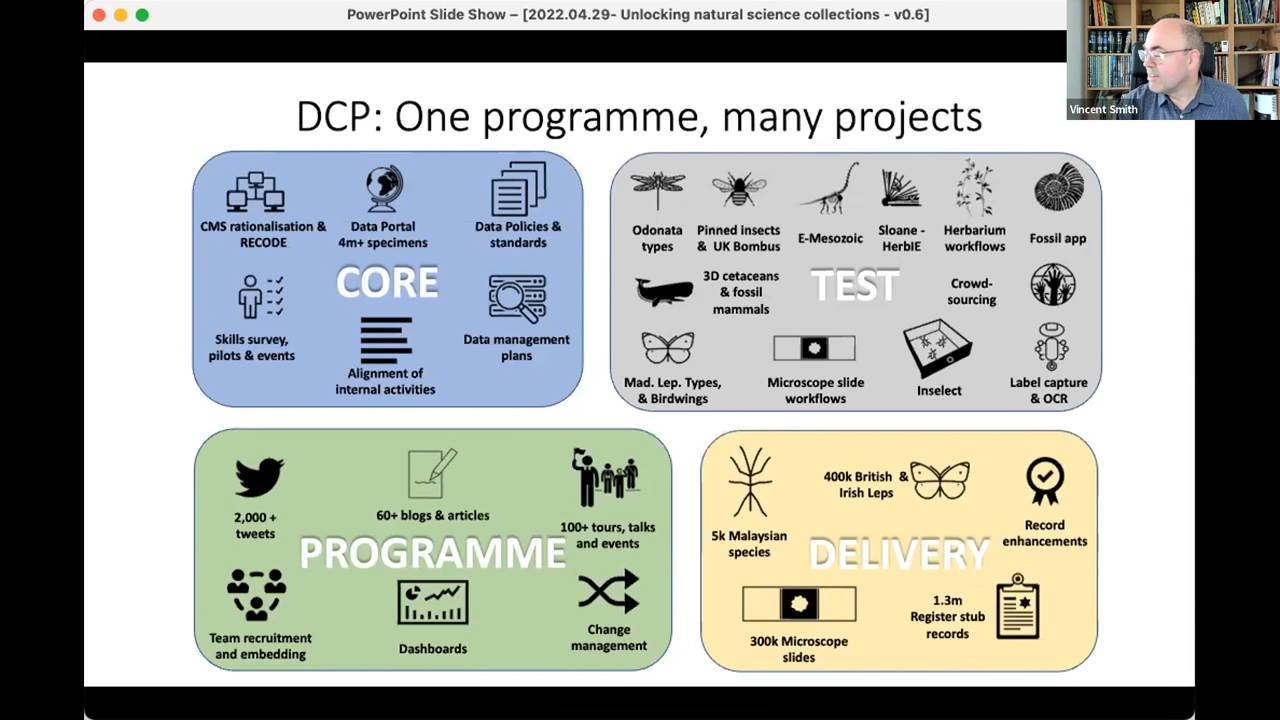 PowerPoint Slide Show – [2022.04.29- Unlocking natural science collections - v0.6]
Vincent Smith
DCP: One programme, many projects
CMS rationalisation &
RECODE
Data Portal
4m+ specimens
Data Policies &
standards
CORE
Skills survey,
pilots & events
Alignment of
internal activities
Data management
plans
Odonata
types
Pinned insects
& UK Bombus
E-Mesozoic
Sloane -
HerbIE
Herbarium
workflows
Fossil app
3D cetaceans
& fossil
mammals
TEST
Crowd-
sourcing
Mad. Lep. Types,
& Birdwings
Microscope slide
workflows
Inselect
Label capture
& OCR
2,000 +
tweets
60+ blogs & articles
100+ tours, talks
and events
PROGRAMME
Team recruitment
and embedding
Dashboards
Change
management
5k Malaysian
species
400k British &
Irish Leps
Record
enhancements
DELIVERY
300k Microscope
slides
1.3m
Register stub
records